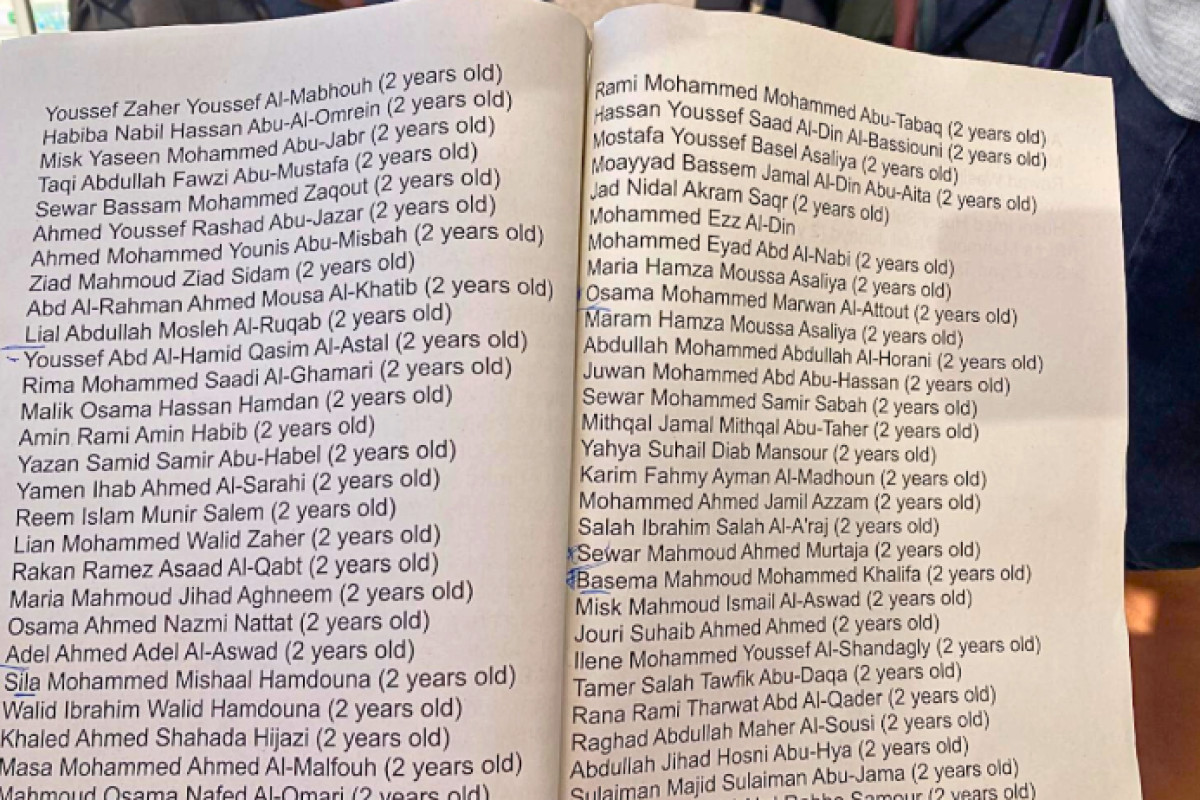 Youssef Zaher Youssef Al-Mabhouh (2 years old)
Habiba Nabil Hassan Abu-Al-Omrein (2 years old)
Misk Yaseen Mohammed Abu-Jabr (2 years old)
Taqi Abdullah Fawzi Abu-Mustafa (2 years old)
Sewar Bassam Mohammed Zaqout (2 years old)
Ahmed Youssef Rashad Abu-Jazar (2 years old)
Ahmed Mohammed Younis Abu-Misbah (2 years old)
Ziad Mahmoud Ziad Sidam (2 years old)
Abd Al-Rahman Ahmed Mousa Al-Khatib (2 years old)
Lial Abdullah Mosleh Al-Ruqab (2 years old)
Youssef Abd Al-Hamid Qasim Al-Astal (2 years old)
Rima Mohammed Saadi Al-Ghamari (2 years old)
Malik Osama Hassan Hamdan (2 years old)
Amin Rami Amin Habib (2 years old)
Yazan Samid Samir Abu-Habel (2 years old)
Yamen Ihab Ahmed Al-Sarahi (2 years old)
Reem Islam Munir Salem (2 years old)
Lian Mohammed Walid Zaher (2 years old)
Rakan Ramez Asaad Al-Qabt (2 years old)
Maria Mahmoud Jihad Aghneem (2 years old)
Osama Ahmed Nazmi Nattat (2 years old)
Adel Ahmed Adel Al-Aswad (2 years old)
Sila Mohammed Mishaal Hamdouna (2 years old)
Walid Ibrahim Walid Hamdouna (2 years old)
Khaled Ahmed Shahada Hijazi (2 years old)
Masa Mohammed Ahmed Al-Malfouh (2 years old)
Mahmoud Osama Nafed Al-Omari (2 years old)
Rami Mohammed Mohammed Abu-Tabaq (2 years old)
Hassan Youssef Saad Al-Din Al-Bassiouni (2 years old)
Mostafa Youssef Basel Asaliya (2 years old)
Moayyad Bassem Jamal Al-Din Abu-Aita (2 years old)
Jad Nidal Akram Saqr (2 years old)
Mohammed Ezz Al-Din
Mohammed Eyad Abd Al-Nabi (2 years old)
Maria Hamza Moussa Asaliya (2 years old)
Osama Mohammed Marwan Al-Attout (2 years old)
Maram Hamza Moussa Asaliya (2 years old)
Abdullah Mohammed Abdullah Al-Horani (2 years old)
Juwan Mohammed Abd Abu-Hassan (2 years old)
Sewar Mohammed Samir Sabah (2 years old)
Mithqal Jamal Mithqal Abu-Taher (2 years old)
Yahya Suhail Diab Mansour (2 years old)
Karim Fahmy Ayman Al-Madhoun (2 years old)
Mohammed Ahmed Jamil Azzam (2 years old)
Salah Ibrahim Salah Al-A'raj (2 years old)
Sewar Mahmoud Ahmed Murtaja (2 years old)
Basema Mahmoud Mohammed Khalifa (2 years old)
Misk Mahmoud Ismail Al-Aswad (2 years old)
Jouri Suhaib Ahmed Ahmed (2 years old)
Ilene Mohammed Youssef Al-Shandagly (2 years old)
Tamer Salah Tawfik Abu-Daqa (2 years old)
Rana Rami Tharwat Abd Al-Qader (2 years old)
Raghad Abdullah Maher Al-Sousi (2 years old)
Abdullah Jihad Hosni Abu-Hya (2 years old)
Sulaiman Majid Sulaiman Abu-Jama (2 years old)
Samour (2 years old)